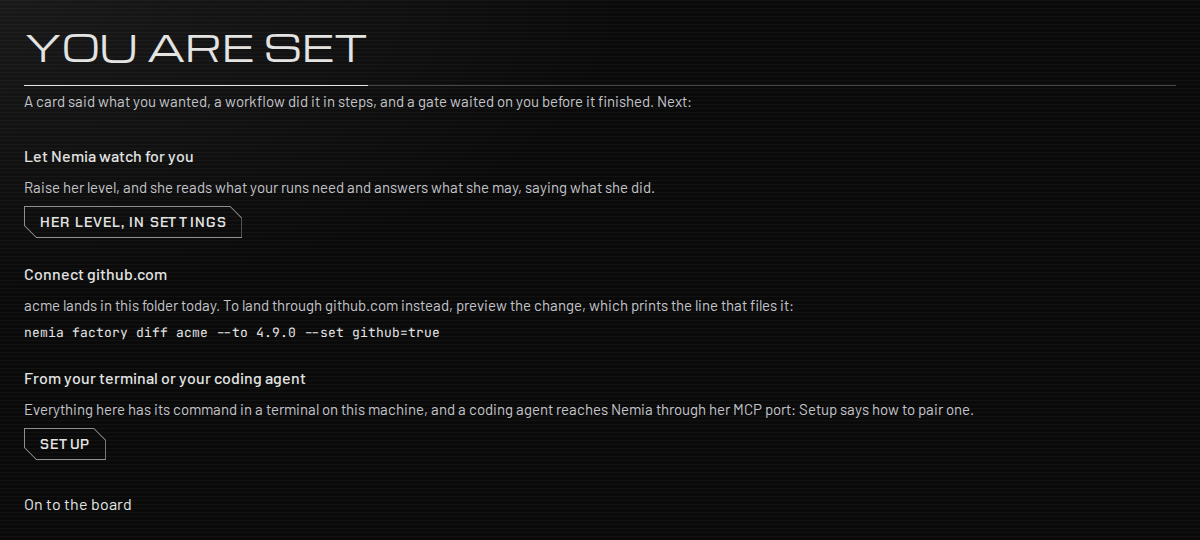 YOU ARE SET
A card said what you wanted, a workflow did it in steps, and a gate waited on you before it finished. Next:
Let Nemia watch for you
Raise her level, and she reads what your runs need and answers what she may, saying what she did.
HER LEVEL, IN SETTINGS
Connect github.com
acme lands in this folder today. To land through github.com instead, preview the change, which prints the line that files it:
nemia factory diff acme --to 4.9.0 --set github=true
From your terminal or your coding agent
Everything here has its command in a terminal on this machine, and a coding agent reaches Nemia through her MCP port: Setup says how to pair one.
SETUP
On to the board